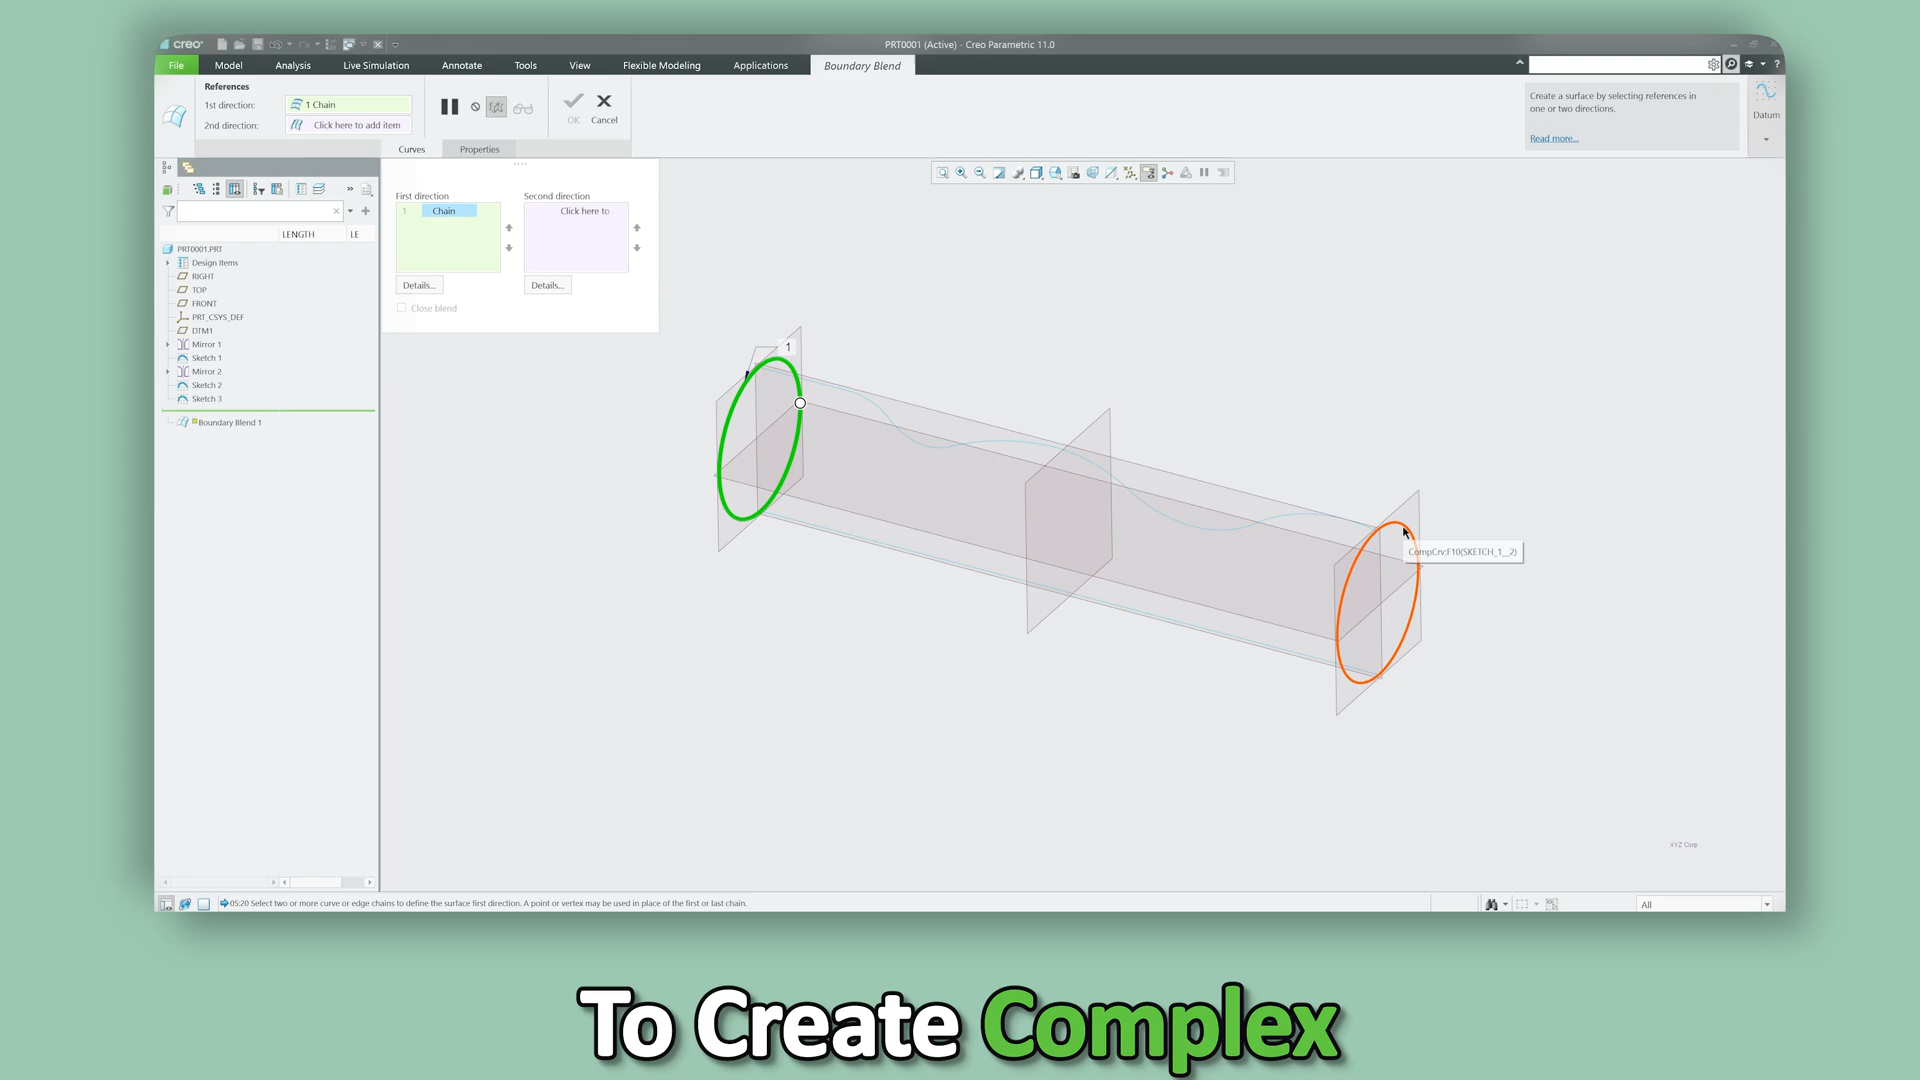 creo
PRT0001 (Active) - Creo Parametric 11.0
File
Model
Analysis
Live Simulation
Annotate
Tools
View
Flexible Modeling
Applications
Boundary Blend
References
1st direction:
1 Chain
2nd direction:
Click here to add item
OK
Cancel
Create a surface by selecting references in
one or two directions.
Read more...
Datum
Curves
Properties
First direction
Second direction
1 Chain
Click here to
Details...
Details...
Close blend
LENGTH
LE
PRT0001.PRT
Design Items
RIGHT
TOP
FRONT
PRT_CSYS_DEF
DTM1
Mirror 1
Sketch 1
Mirror 2
Sketch 2
Sketch 3
Boundary Blend 1
1
CompCrv:F10(SKETCH_1__2)
XYZ Corp
05:20 Select two or more curve or edge chains to define the surface first direction. A point or vertex may be used in place of the first or last chain.
All
To Create Complex